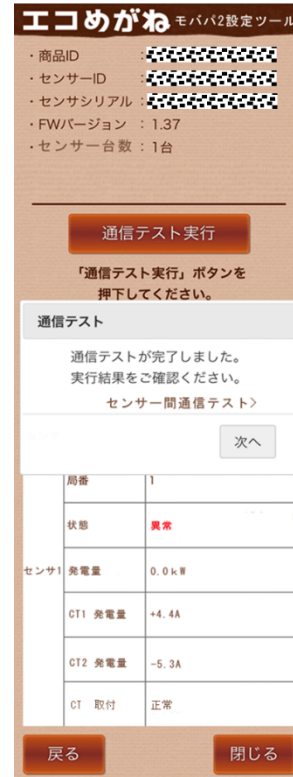 エコめがね モバパ2設定ツール
・商品ID :
・センサーID :
・センサシリアル :
・FWバージョン : 1.37
・センサー台数 : 1台
通信テスト実行
「通信テスト実行」ボタンを
押下してください。
通信テスト
通信テストが完了しました。
実行結果をご確認ください。
センサー間通信テスト〉
次へ
局番 1
状態 異常
センサ1 発電量 0.0kW
CT1 発電量 +4.4A
CT2 発電量 -5.3A
CT 取付 正常
戻る 閉じる